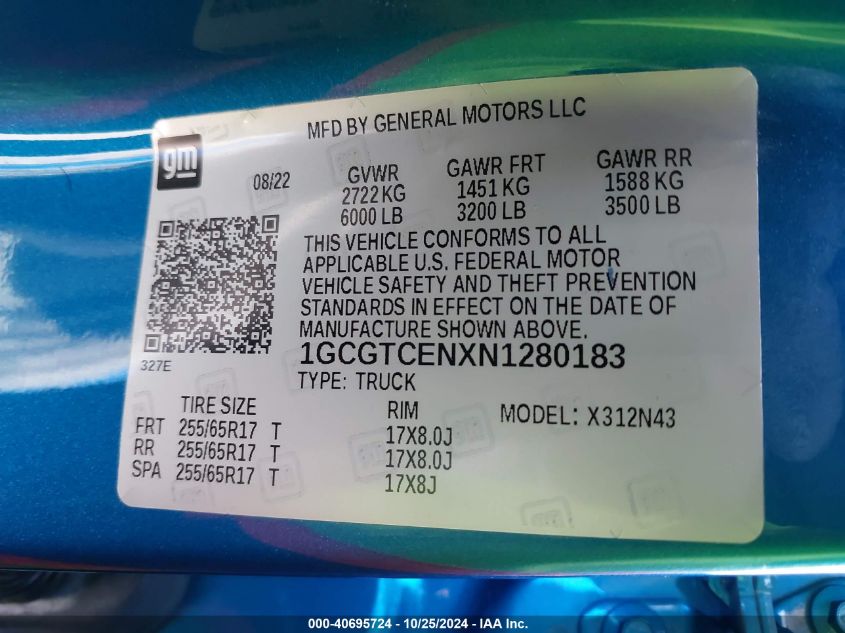 MFD BY GENERAL MOTORS LLC
gm
08/22
GVWR GAWR FRT GAWR RR
2722 KG 1451 KG 1588 KG
6000 LB 3200 LB 3500 LB
THIS VEHICLE CONFORMS TO ALL
APPLICABLE U.S. FEDERAL MOTOR
VEHICLE SAFETY AND THEFT PREVENTION
STANDARDS IN EFFECT ON THE DATE OF
MANUFACTURE SHOWN ABOVE.
327E
1GCGTCENXN1280183
TYPE: TRUCK
TIRE SIZE RIM MODEL: X312N43
FRT 255/65R17 T 17X8.0J
RR 255/65R17 T 17X8.0J
SPA 255/65R17 T 17X8J
000-40695724 - 10/25/2024 - IAAI.COM